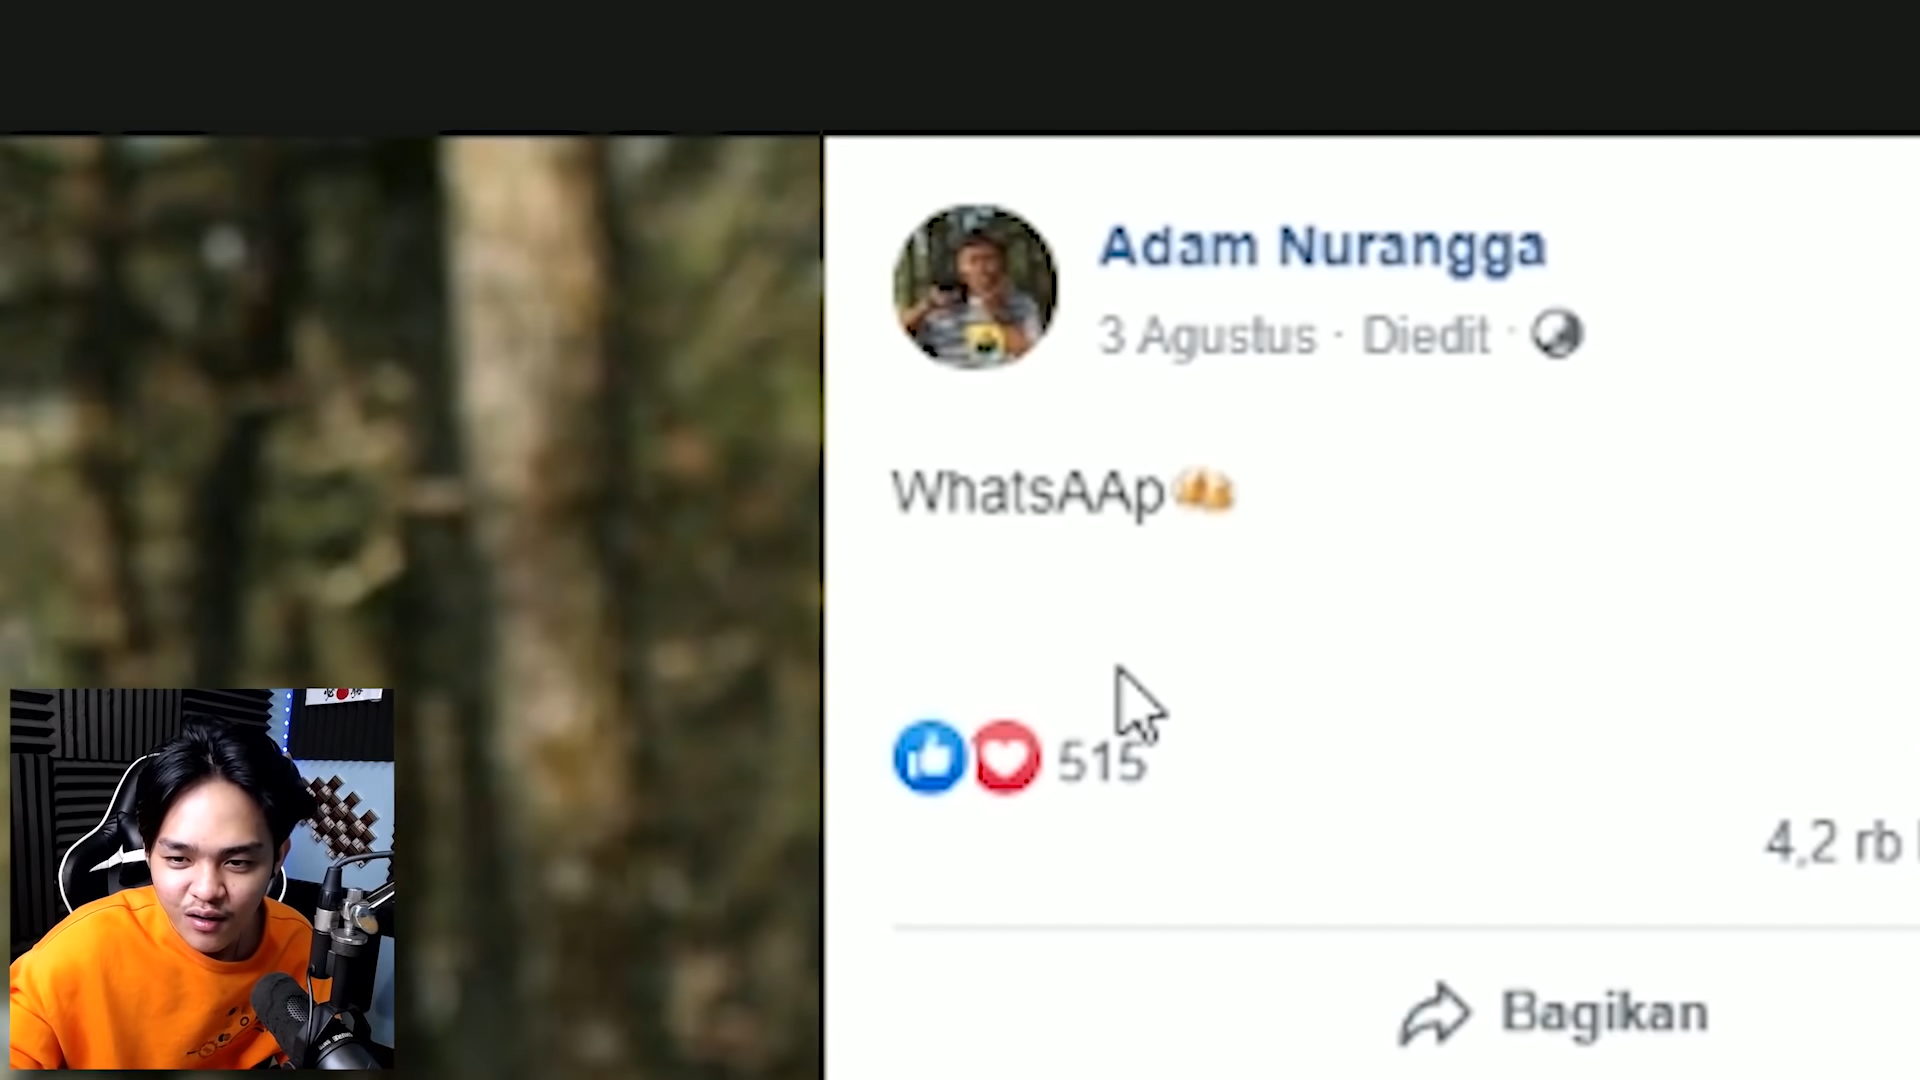 Adam Nurangga
3 Agustus · Diedit ·
WhatsAAp
515
4,2 rb
Bagikan